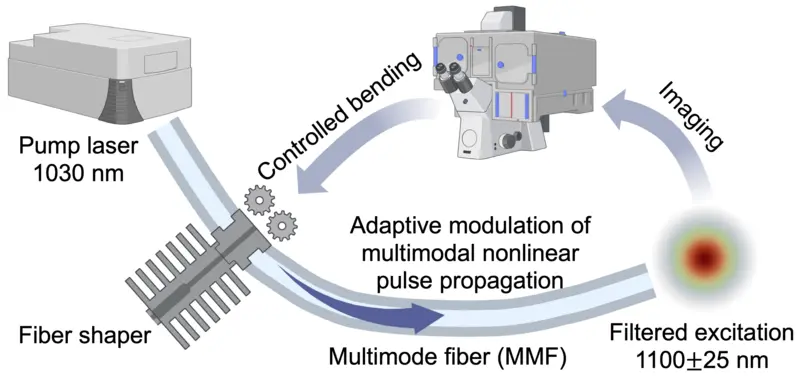 Pump laser
1030 nm
Controlled bending
Imaging
Adaptive modulation of
multimodal nonlinear
pulse propagation
Fiber shaper
Multimode fiber (MMF)
Filtered excitation
1100±25 nm